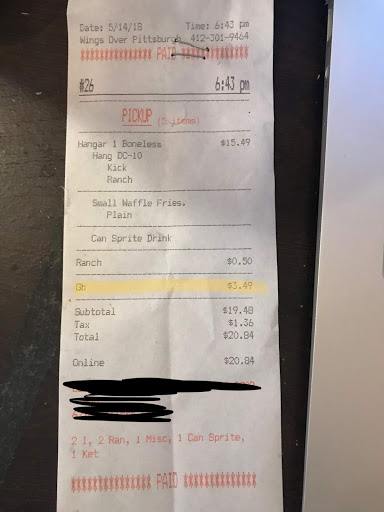 Date: 5/14/18 Time: 6:43 pm
Wings Over Pittsburgh 412-301-9464
************** PAID **************
#26 6:43 pm
PICKUP (5 items)
Hangar 1 Boneless $15.49
Hang DC-10
Kick
Ranch
Small Waffle Fries.
Plain
Can Sprite Drink
Ranch $0.50
Gh $3.49
Subtotal $19.48
Tax $1.36
Total $20.84
Online $20.84
2 1, 2 Ran, 1 Misc, 1 Can Sprite,
1 Ket
************** PAID **************